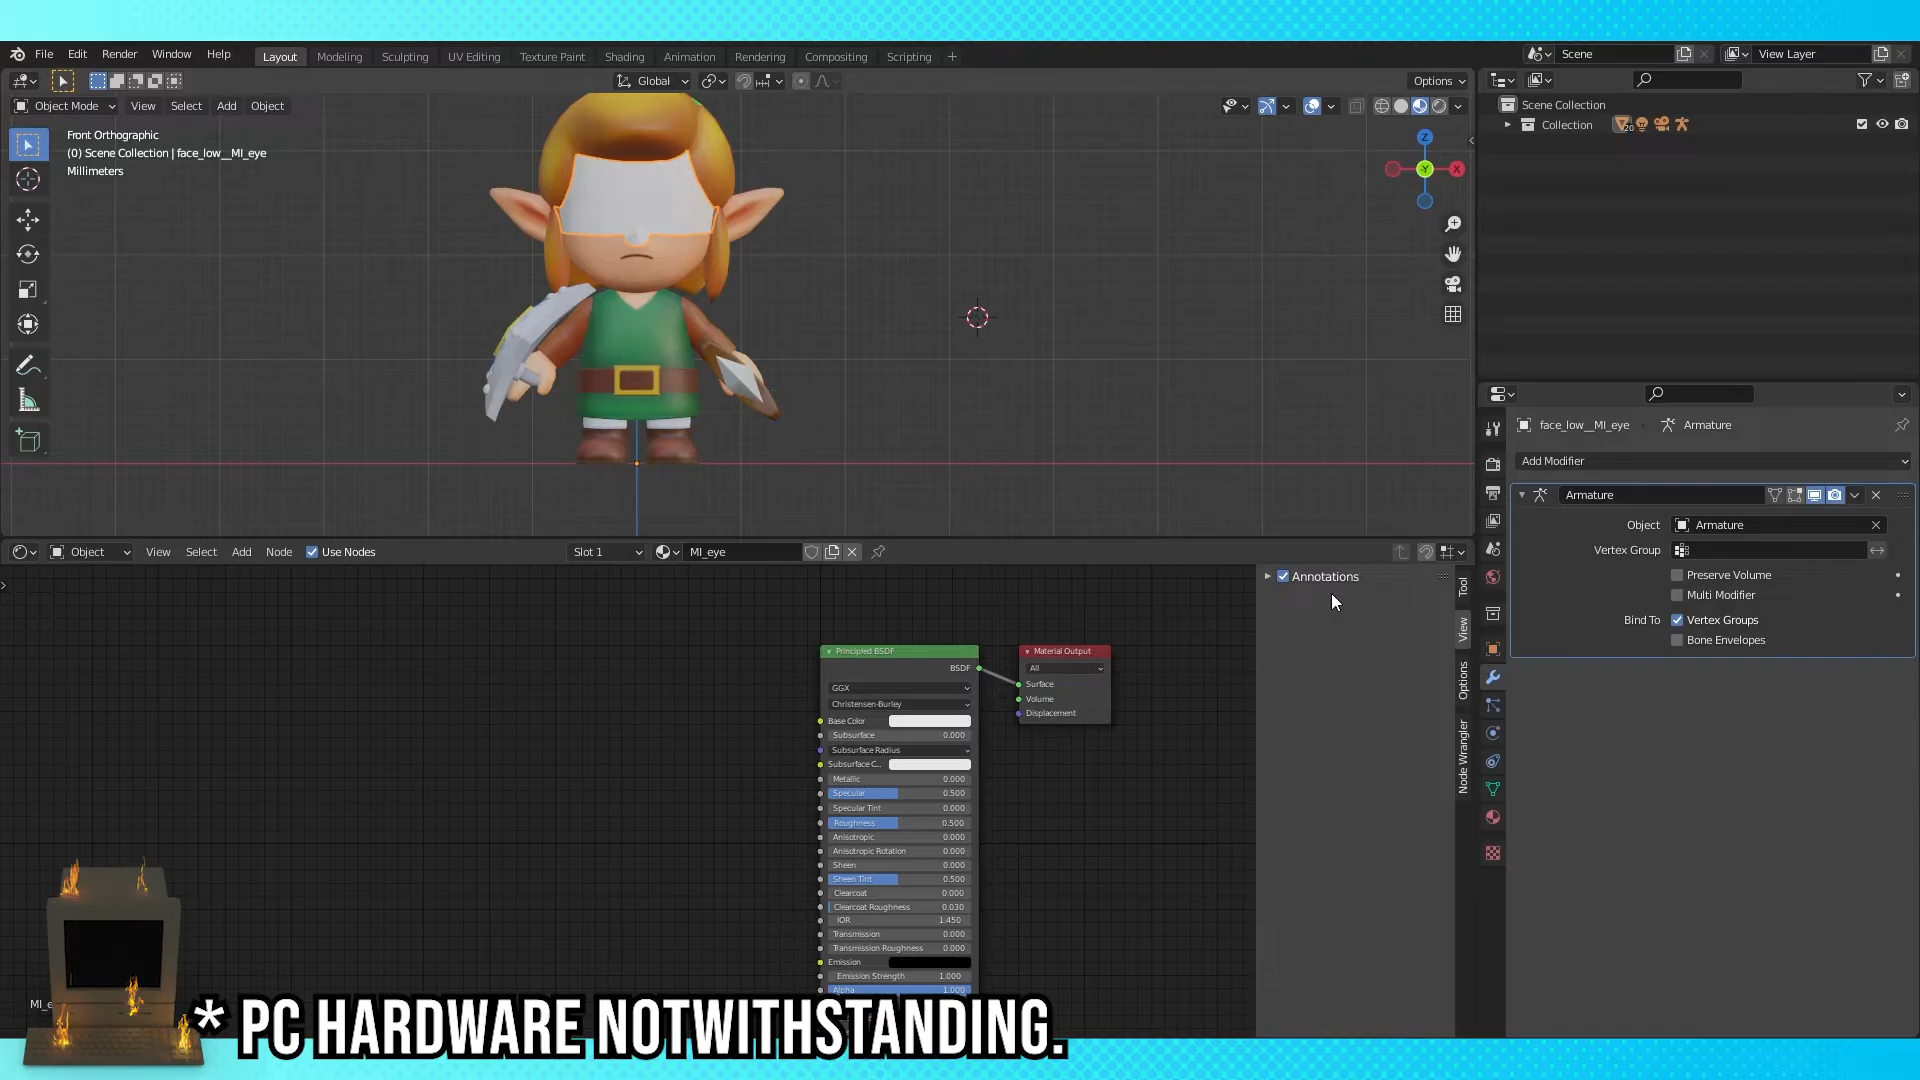 File Edit Render Window Help Layout Modeling Sculpting UV Editing Texture Paint Shading Animation Rendering Compositing Scripting + Scene View Layer
Global Options
Object Mode View Select Add Object
Front Orthographic
(0) Scene Collection | face_low__MI_eye
Millimeters
Z
Y
X
Scene Collection
Collection 20
face_low__MI_eye Armature
Add Modifier
Armature
Object Armature
Vertex Group
Preserve Volume
Multi Modifier
Bind To Vertex Groups
Bone Envelopes
Object View Select Add Node Use Nodes Slot 1 MI_eye
Annotations
Tool
View
Options
Node Wrangler
Principled BSDF
BSDF
GGX
Christensen-Burley
Base Color
Subsurface 0.000
Subsurface Radius
Subsurface C...
Metallic 0.000
Specular 0.500
Specular Tint 0.000
Roughness 0.500
Anisotropic 0.000
Anisotropic Rotation 0.000
Sheen 0.000
Sheen Tint 0.500
Clearcoat 0.000
Clearcoat Roughness 0.030
IOR 1.450
Transmission 0.000
Transmission Roughness 0.000
Emission
Emission Strength 1.000
Alpha 1.000
Material Output
All
Surface
Volume
Displacement
* PC HARDWARE NOTWITHSTANDING.